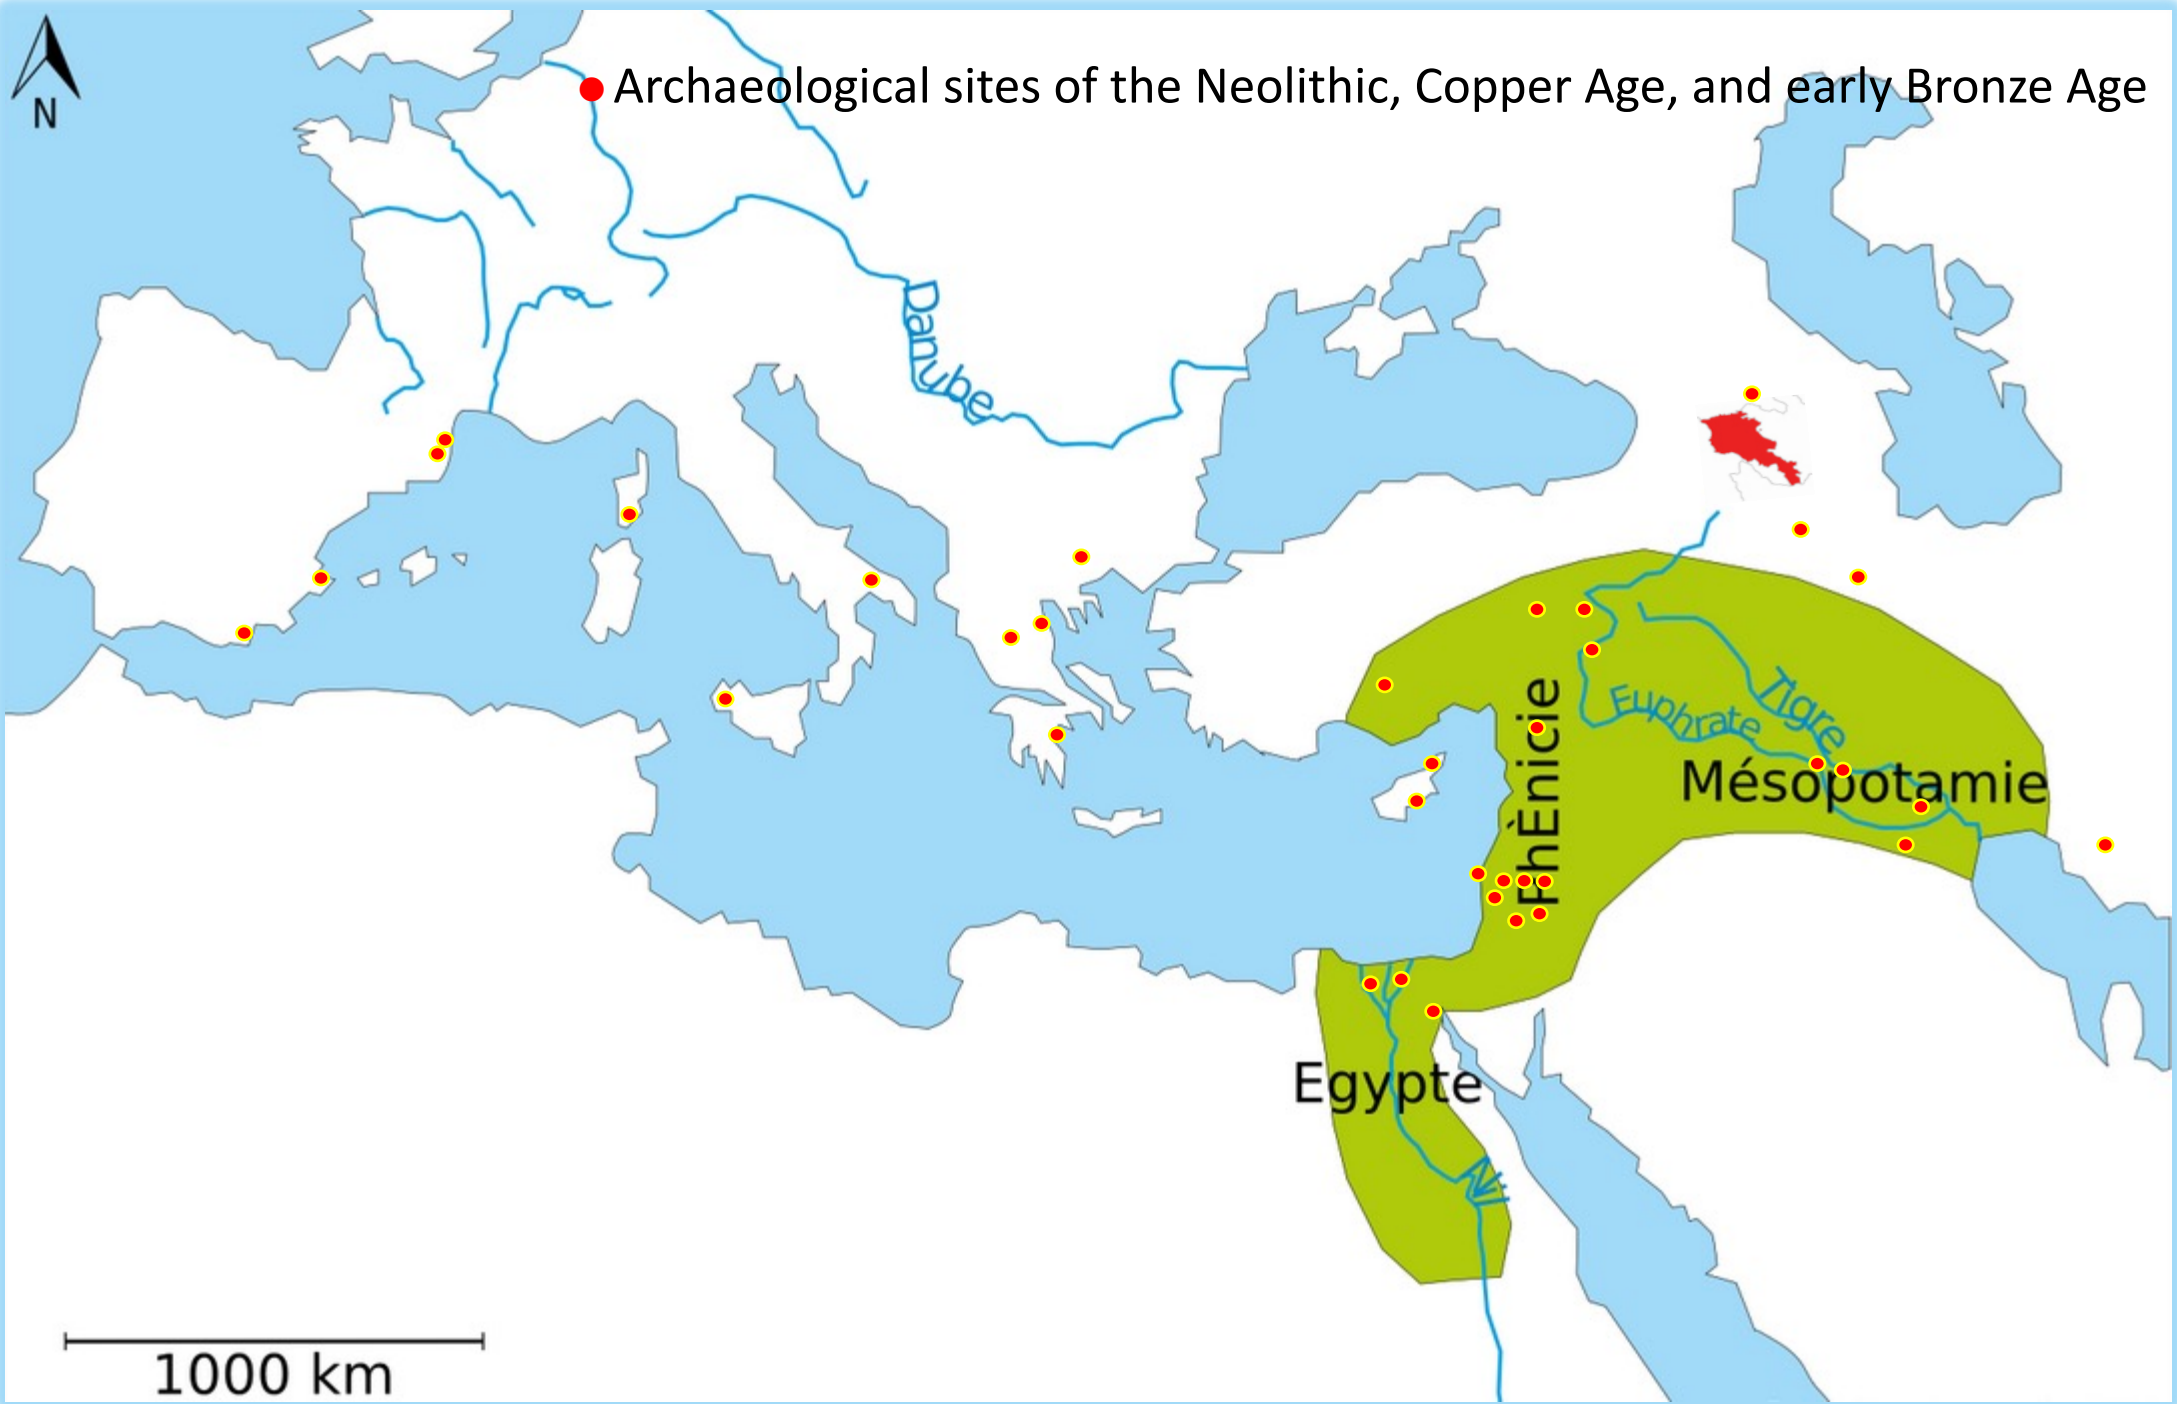 N
Archaeological sites of the Neolithic, Copper Age, and early Bronze Age
Danube
Tigre
Euphrate
PhÈnicie
Mésopotamie
Egypte
Nil
1000 km